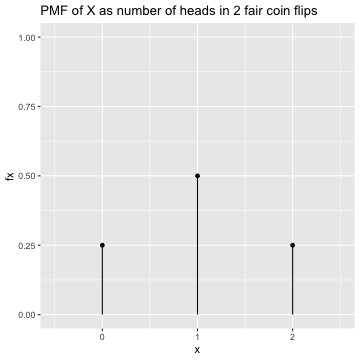 PMF of X as number of heads in 2 fair coin flips
1.00
0.75
fx
0.50
0.25
0.00
0 1 2
x